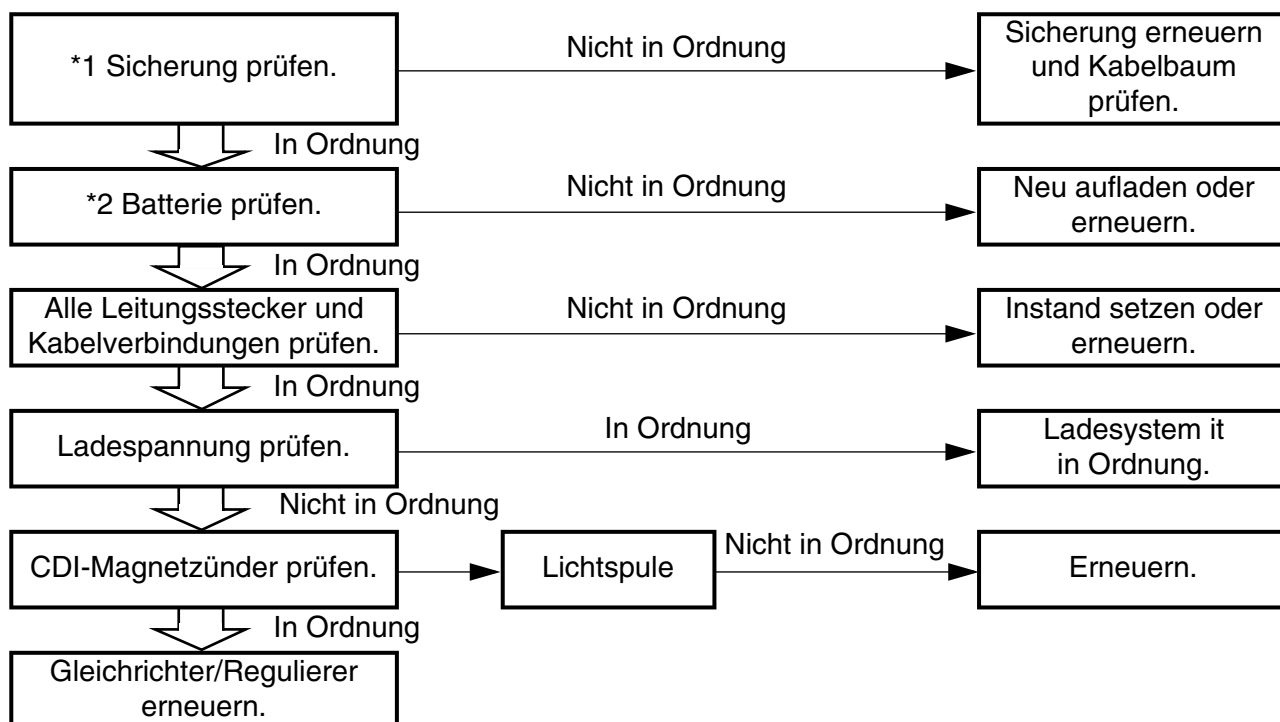 *1 Sicherung prüfen.
Nicht in Ordnung
Sicherung erneuern
und Kabelbaum
prüfen.
In Ordnung
*2 Batterie prüfen.
Nicht in Ordnung
Neu aufladen oder
erneuern.
In Ordnung
Alle Leitungsstecker und
Kabelverbindungen prüfen.
Nicht in Ordnung
Instand setzen oder
erneuern.
In Ordnung
Ladespannung prüfen.
In Ordnung
Ladesystem it
in Ordnung.
Nicht in Ordnung
CDI-Magnetzünder prüfen.
Lichtspule
Nicht in Ordnung
Erneuern.
In Ordnung
Gleichrichter/Regulierer
erneuern.